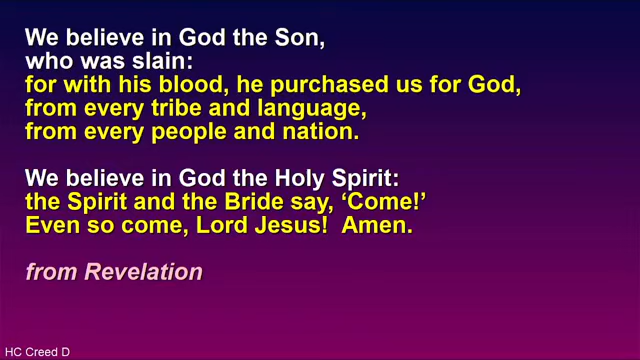 We believe in God the Son,
who was slain:
for with his blood, he purchased us for God,
from every tribe and language,
from every people and nation.
We believe in God the Holy Spirit:
the Spirit and the Bride say, ‘Come!’
Even so come, Lord Jesus!  Amen.
from Revelation
HC Creed D